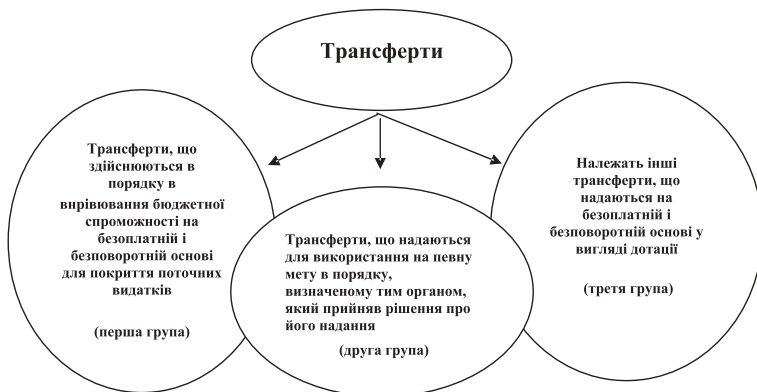 Трансферти
Трансферти, що
здійснюються в
порядку в
вирівнювання бюджетної
спроможності на
безоплатній і
безповоротній основі
для покриття поточних
видатків
(перша група)
Трансферти, що надаються
для використання на певну
мету в порядку,
визначеному тим органом,
який прийняв рішення про
його надання
(друга група)
Належать інші
трансферти, що
надаються на
безоплатній і
безповоротній основі у
вигляді дотації
(третя група)